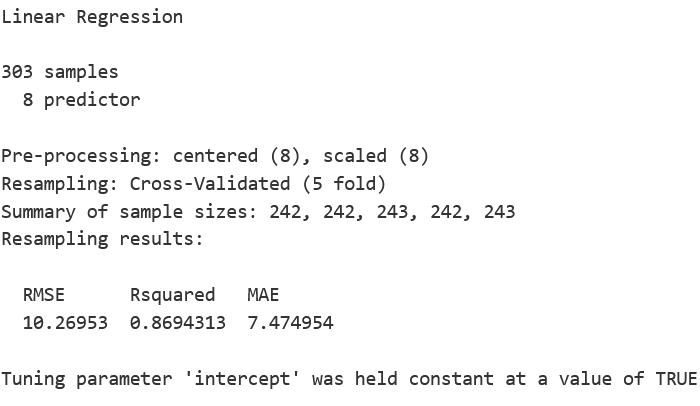 Linear Regression
303 samples
8 predictor
Pre-processing: centered (8), scaled (8)
Resampling: Cross-Validated (5 fold)
Summary of sample sizes: 242, 242, 243, 242, 243
Resampling results:
RMSE Rsquared MAE
10.26953 0.8694313 7.474954
Tuning parameter 'intercept' was held constant at a value of TRUE